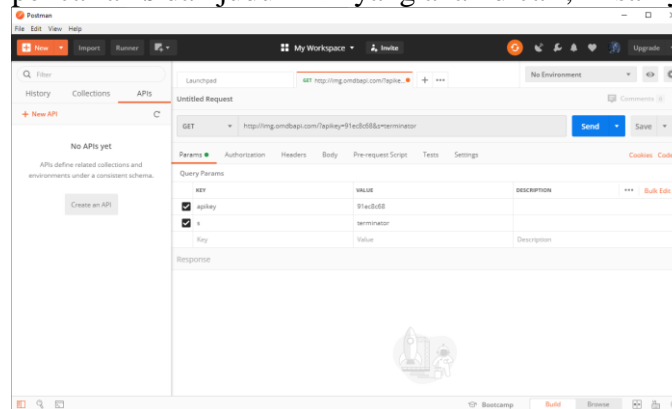 Postman
File Edit View Help
New Import Runner My Workspace Invite Upgrade
Filter
History Collections APIs
+ New API
No APIs yet
APIs define related collections and
environments under a consistent schema.
Create an API
Launchpad GET http://img.omdbapi.com/?apike... + ••• No Environment
Untitled Request Comments 0
GET http://img.omdbapi.com/?apikey=91ec8c68&s=terminator Send Save
Params Authorization Headers Body Pre-request Script Tests Settings Cookies Code
Query Params
KEY VALUE DESCRIPTION ••• Bulk Edit
apikey 91ec8c68
s terminator
Key Value Description
Response
Bootcamp Build Browse